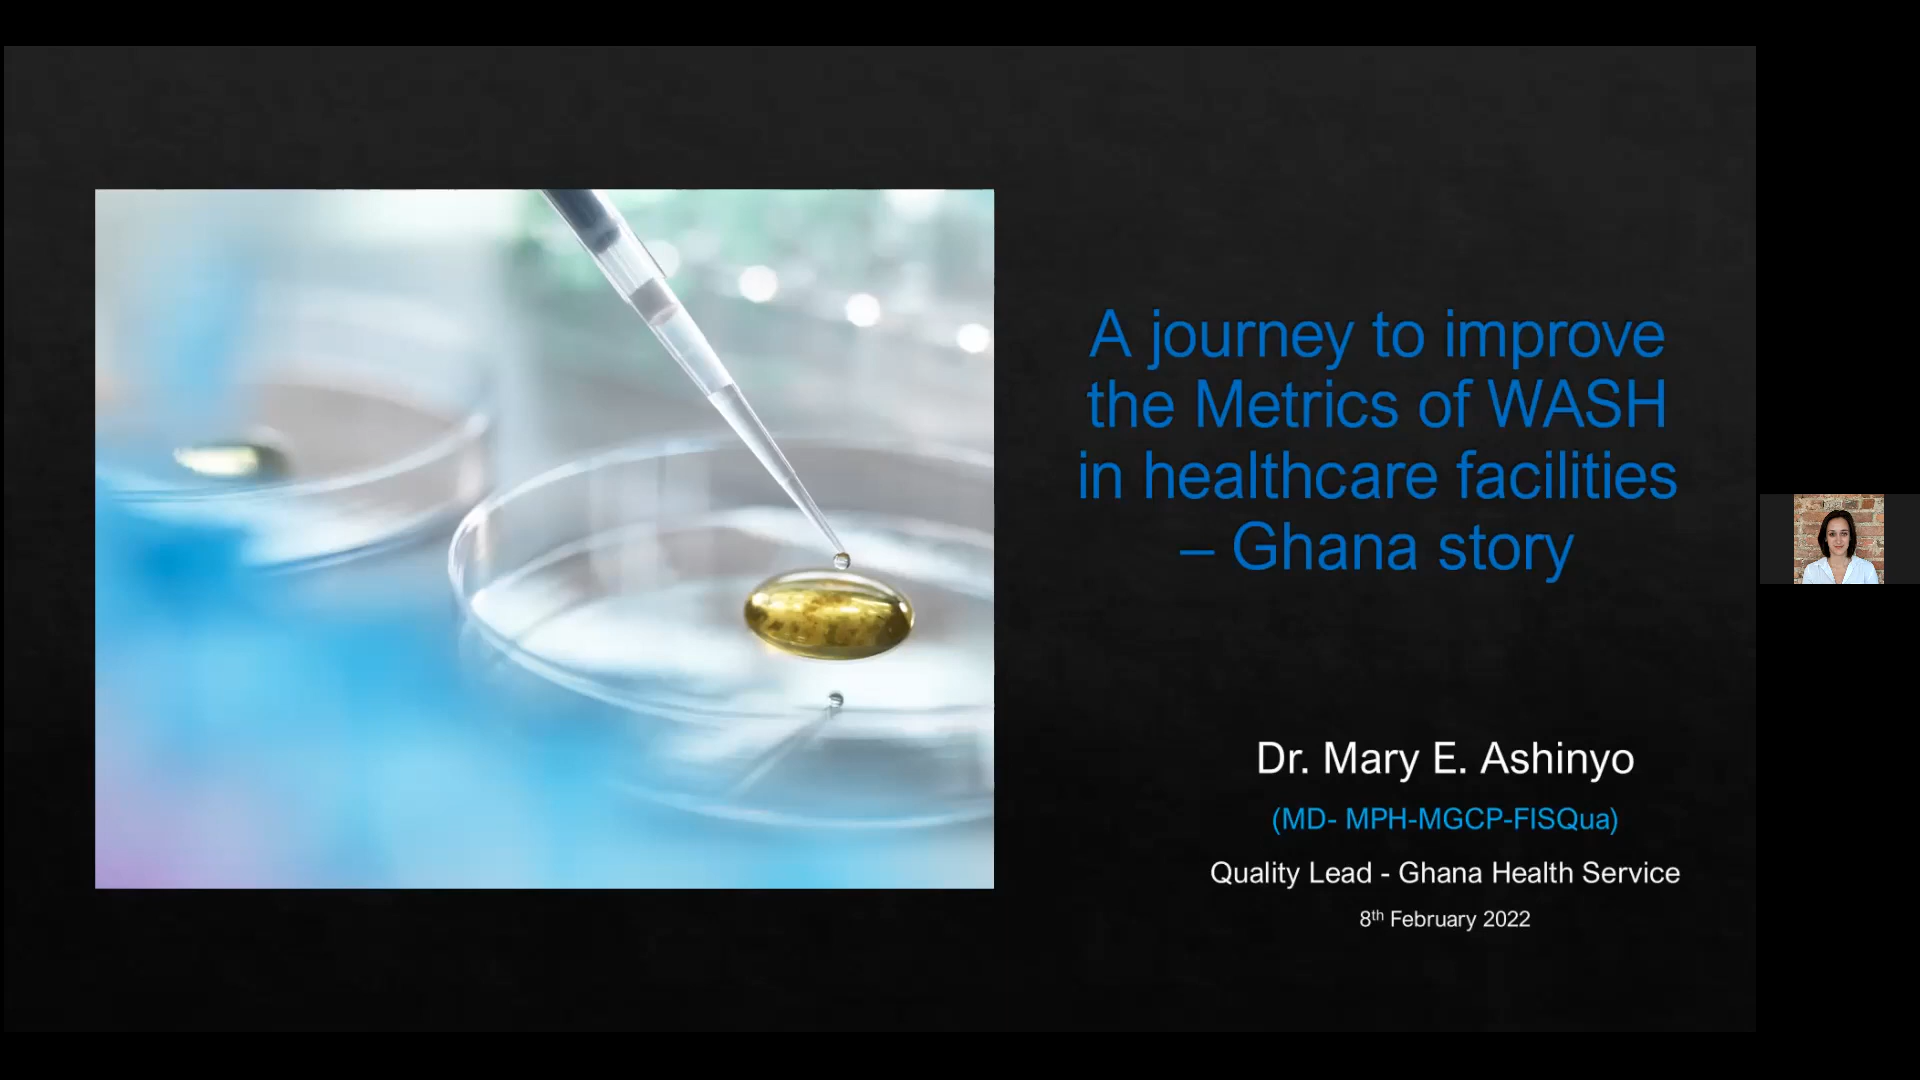 A journey to improve
the Metrics of WASH
in healthcare facilities
– Ghana story
Dr. Mary E. Ashinyo
(MD- MPH-MGCP-FISQua)
Quality Lead - Ghana Health Service
8th February 2022